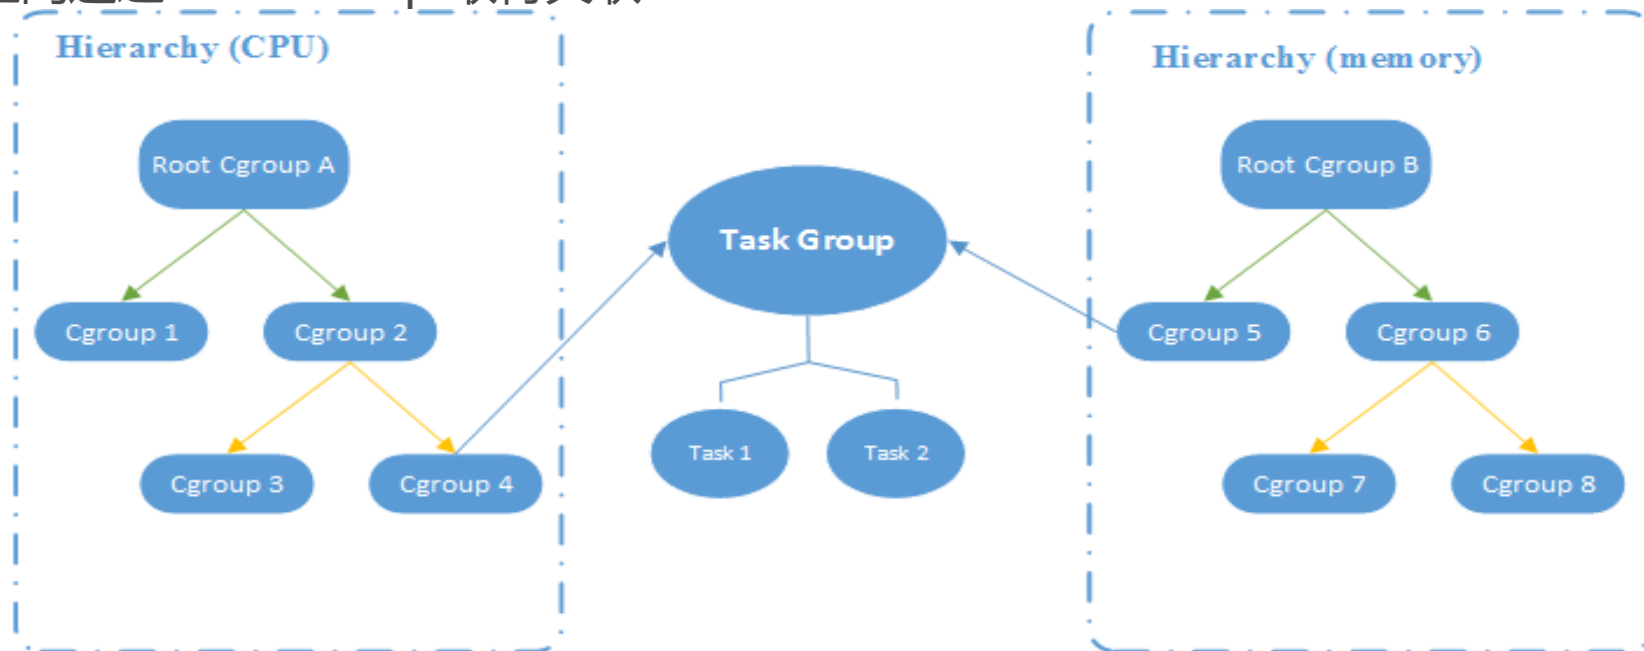 Hierarchy (CPU)
Hierarchy (memory)
Root Cgroup A
Root Cgroup B
Task Group
Cgroup 1
Cgroup 2
Cgroup 5
Cgroup 6
Task 1
Task 2
Cgroup 3
Cgroup 4
Cgroup 7
Cgroup 8